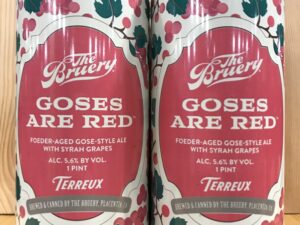 The
Bruery
GOSES
ARE RED
FOEDER-AGED GOSE-STYLE ALE
WITH SYRAH GRAPES
ALC. 5.6% BY VOL.
1 PINT
TERREUX
BREWED & CANNED BY THE BRUERY, PLACENTIA, CA
The
Bruery
GOSES
ARE RED
FOEDER-AGED GOSE-STYLE ALE
WITH SYRAH GRAPES
ALC. 5.6% BY VOL.
1 PINT
TERREUX
BREWED & CANNED BY THE BRUERY, PLACENTIA, CA